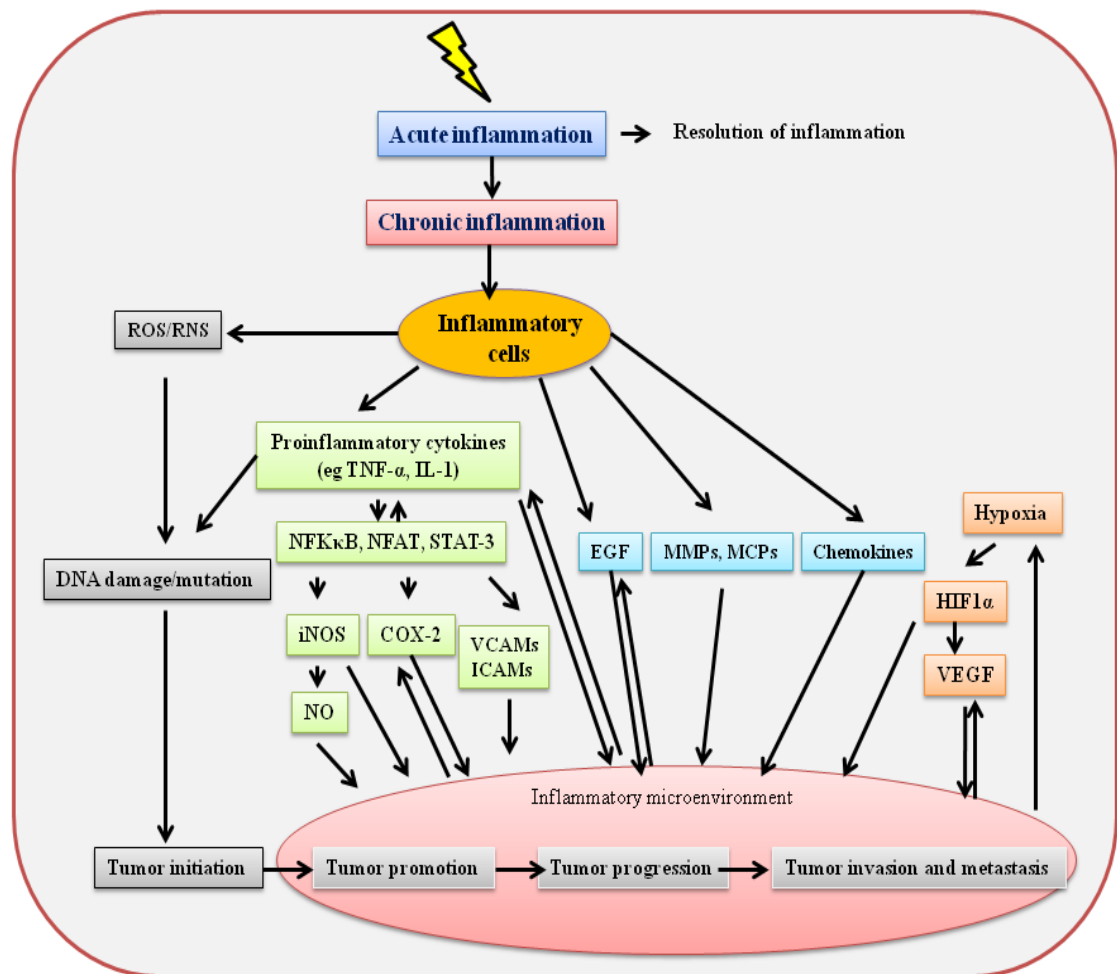 Acute inflammation
Resolution of inflammation
Chronic inflammation
Inflammatory
cells
ROS/RNS
Proinflammatory cytokines
(eg TNF-α, IL-1)
NFKκB, NFAT, STAT-3
EGF
MMPs, MCPs
Chemokines
Hypoxia
DNA damage/mutation
HIF1α
iNOS
COX-2
VCAMs
ICAMs
VEGF
NO
Inflammatory microenvironment
Tumor initiation
Tumor promotion
Tumor progression
Tumor invasion and metastasis